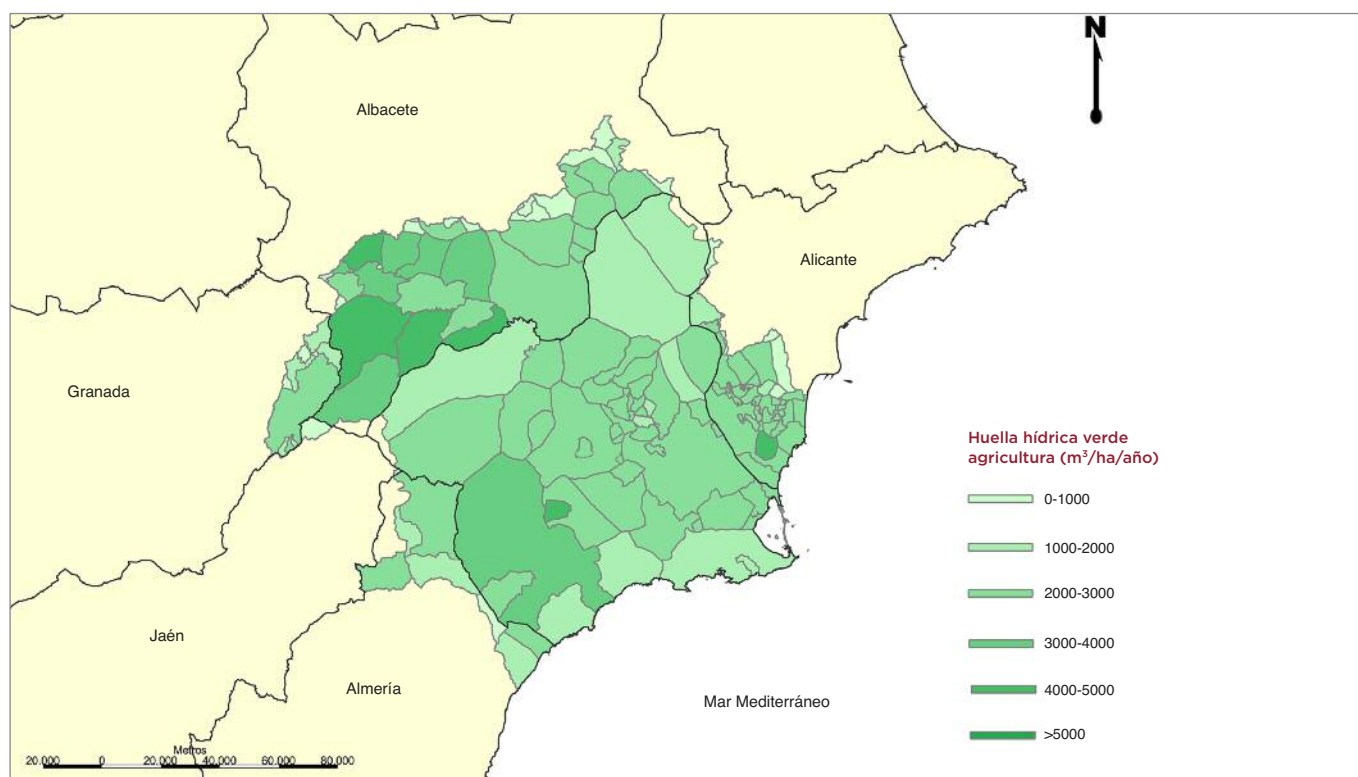 N
Albacete
Alicante
Granada
Huella hídrica verde
agricultura (m³/ha/año)
0-1000
1000-2000
2000-3000
3000-4000
4000-5000
>5000
Jaén
Almería
Mar Mediterráneo
Metros
20.000 0 20.000 40.000 60.000 80.000